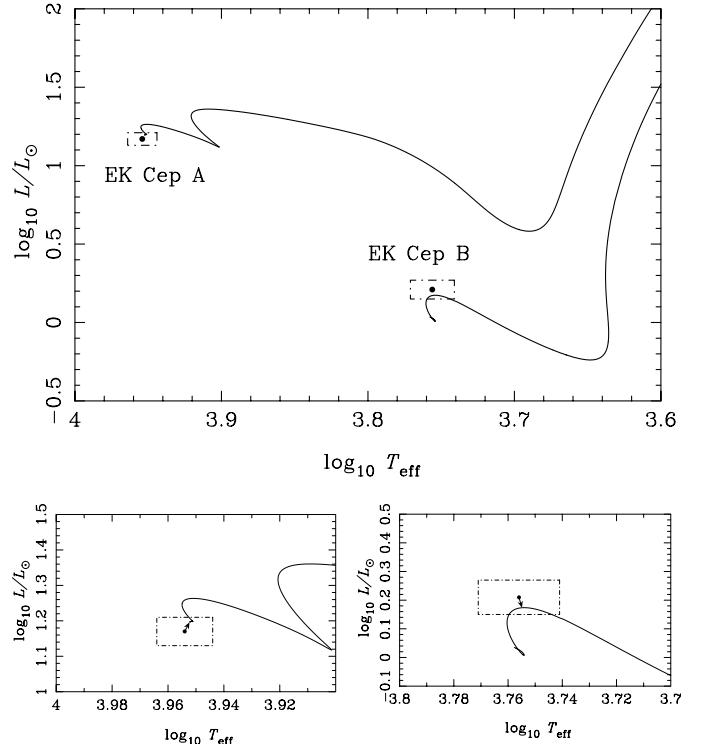 2
1.5
1
0.5
0
−0.5
log10 L/L⊙
EK Cep A
EK Cep B
4 3.9 3.8 3.7 3.6
log10 Teff
1.5
1.4
1.3
1.2
1.1
1
log10 L/L⊙
4 3.98 3.96 3.94 3.92
log10 Teff
0.5
0.4
0.3
0.2
0.1
0
−0.1
log10 L/L⊙
3.8 3.78 3.76 3.74 3.72 3.7
log10 Teff